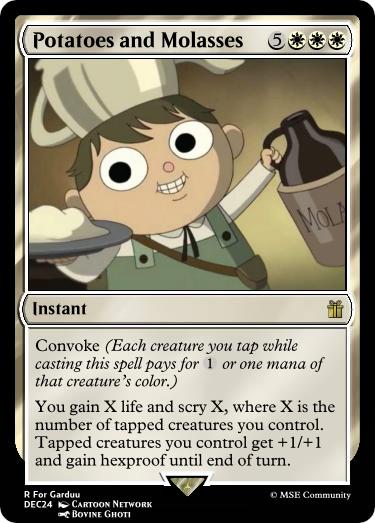 Potatoes and Molasses 5
MOLA
Instant
Convoke (Each creature you tap while
casting this spell pays for 1 or one mana of
that creature's color.)
You gain X life and scry X, where X is the
number of tapped creatures you control.
Tapped creatures you control get +1/+1
and gain hexproof until end of turn.
R For Garduu
DEC24 Cartoon Network
Bovine Ghoti
© MSE Community